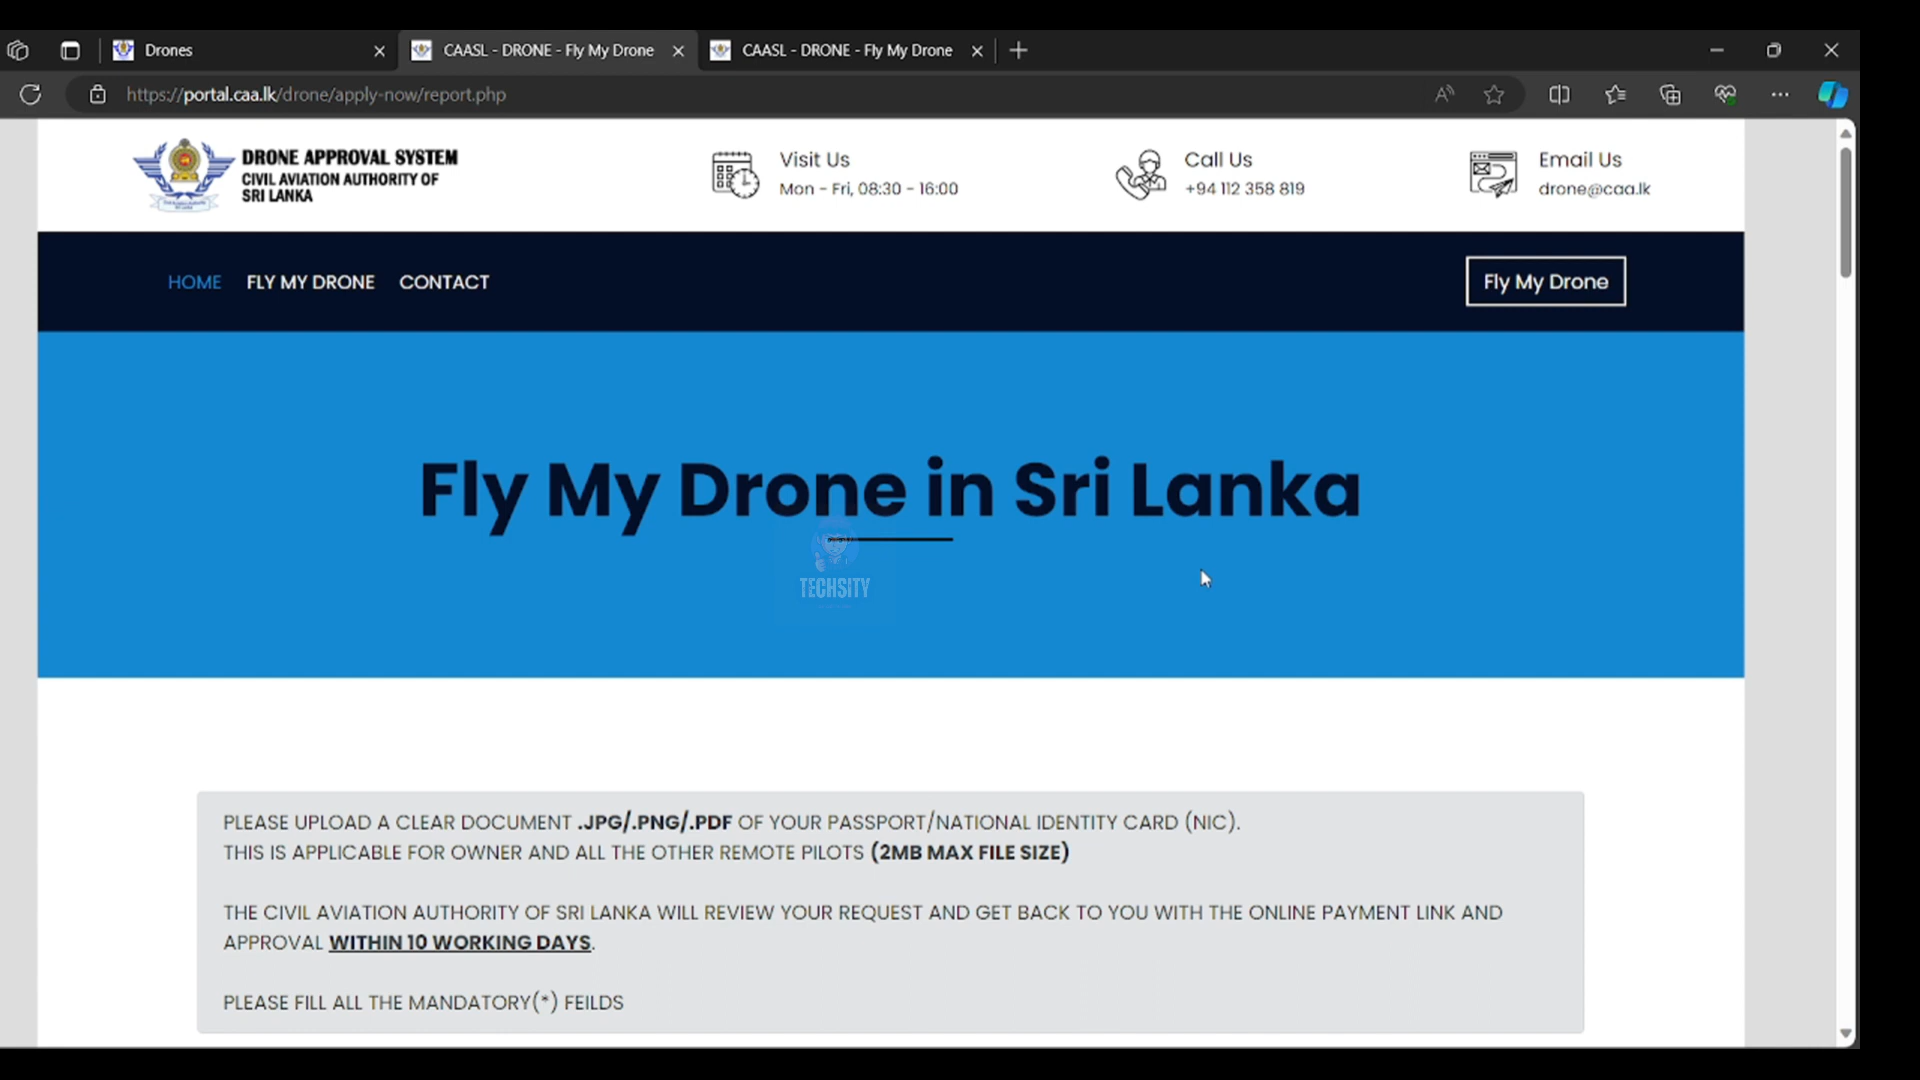 Drones
CAASL - DRONE - Fly My Drone
CAASL - DRONE - Fly My Drone
https://portal.caa.lk/drone/apply-now/report.php
DRONE APPROVAL SYSTEM
CIVIL AVIATION AUTHORITY OF
SRI LANKA
Visit Us
Mon - Fri, 08:30 - 16:00
Call Us
+94 112 358 819
Email Us
drone@caa.lk
HOME
FLY MY DRONE
CONTACT
Fly My Drone
Fly My Drone in Sri Lanka
TECHSITY
PLEASE UPLOAD A CLEAR DOCUMENT .JPG/.PNG/.PDF OF YOUR PASSPORT/NATIONAL IDENTITY CARD (NIC).
THIS IS APPLICABLE FOR OWNER AND ALL THE OTHER REMOTE PILOTS (2MB MAX FILE SIZE)
THE CIVIL AVIATION AUTHORITY OF SRI LANKA WILL REVIEW YOUR REQUEST AND GET BACK TO YOU WITH THE ONLINE PAYMENT LINK AND
APPROVAL WITHIN 10 WORKING DAYS.
PLEASE FILL ALL THE MANDATORY(*) FEILDS